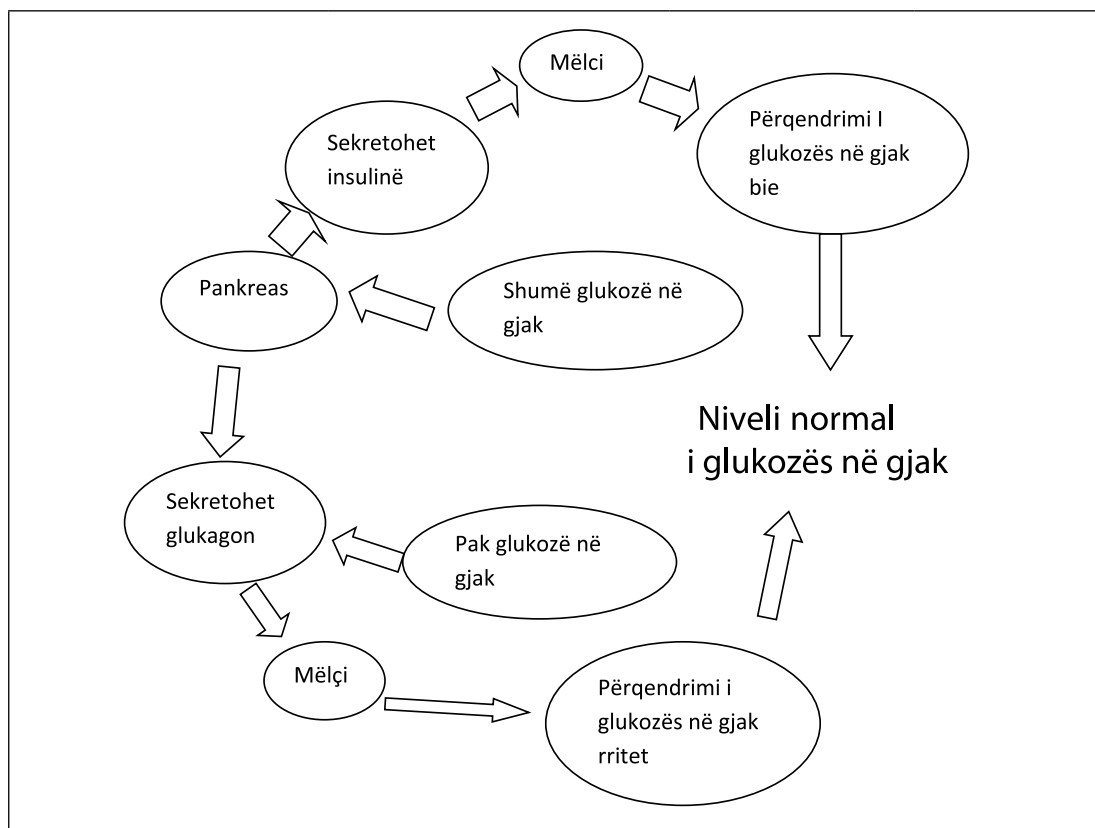 Mëlci
Sekretohet
insulinë
Përqendrimi I
glukozës në gjak
bie
Pankreas
Shumë glukozë në
gjak
Niveli normal
i glukozës në gjak
Sekretohet
glukagon
Pak glukozë në
gjak
Mëlçi
Përqendrimi i
glukozës në gjak
rritet